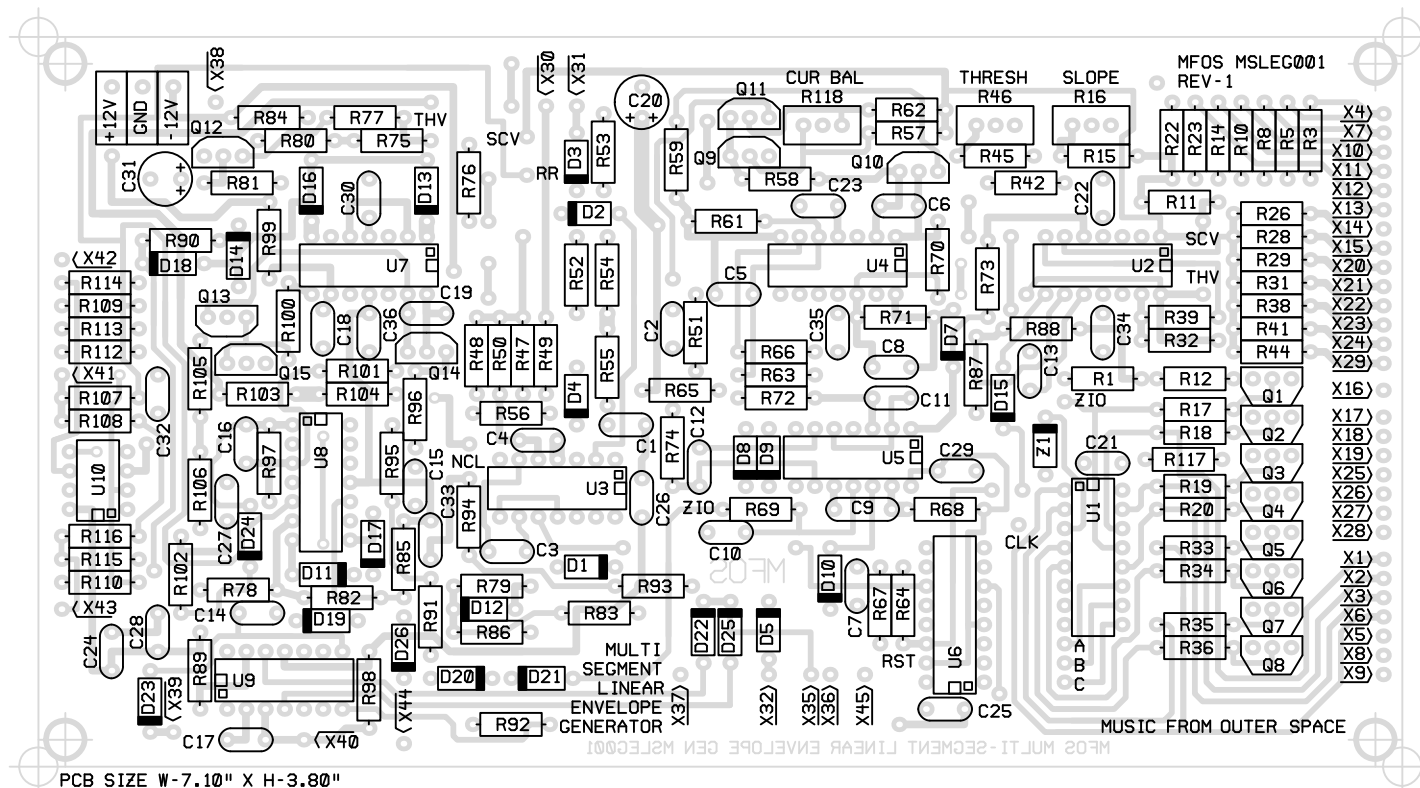 X38
X30
X31
MFOS MSLEG001
REV-1
+12V
GND
-12V
Q12
R84
R77
THV
R80
R75
SCV
C20
+ +
Q11
CUR BAL
R118
R62
R57
THRESH
R46
SLOPE
R16
R22
R23
R14
R10
R8
R5
R3
X4
X7
X10
X11
X12
X13
X14
X15
X20
X21
X22
X23
X24
X29
X16
X17
X18
X19
X25
X26
X27
X28
X1
X2
X3
X6
X5
X8
X9
C31
+
+
R81
D16
C30
D13
R76
RR
D3
R53
D2
R59
Q9
R58
Q10
C23
C6
R45
R42
R15
C22
R11
R61
R90
D18
D14
R99
U7
R52
R54
C5
U4
R70
R73
U2
SCV
THV
R26
R28
R29
R31
R38
R41
R44
X42
R114
R109
R113
R112
X41
R107
R108
Q13
R100
C18
C36
C19
Q14
R105
Q15
R101
R103
R104
R96
R48
R50
R47
R49
R55
D4
C2
R51
C35
R71
R66
R63
R72
R65
C8
C11
D7
R87
D15
R88
C13
C34
R39
R32
R1
ZIO
R12
R17
R18
R117
R19
R20
R33
R34
R35
R36
Q1
Q2
Q3
Q4
Q5
Q6
Q7
Q8
C32
C16
R97
U8
R95
C15
R56
C4
NCL
C1
R74
C12
D8
D9
U5
C29
Z1
C21
U1
U10
R106
C27
D24
D17
R85
C33
R94
U3
C26
ZIO
R69
C9
R68
C10
CLK
R116
R115
R110
X43
R102
R78
D11
R82
C14
D19
R91
C3
D1
R79
D12
R86
R93
R83
MFOS
D10
C7
R67
R64
U6
RST
A
B
C
C24
C28
R89
U9
D26
D20
D21
D22
D25
D5
MULTI
SEGMENT
LINEAR
ENVELOPE
GENERATOR
D23
X39
R98
X44
C17
X40
R92
X37
X32
X35
X36
X45
C25
MUSIC FROM OUTER SPACE
MFOS MULTI-SEGMENT LINEAR ENVELOPE GEN MSLEG001
PCB SIZE W-7.10" X H-3.80"